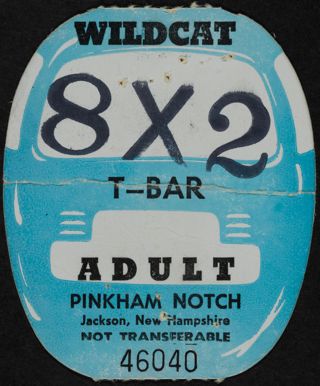 WILDCAT
8X2
T-BAR
ADULT
PINKHAM NOTCH
Jackson, New Hampshire
NOT TRANSFERABLE
46040